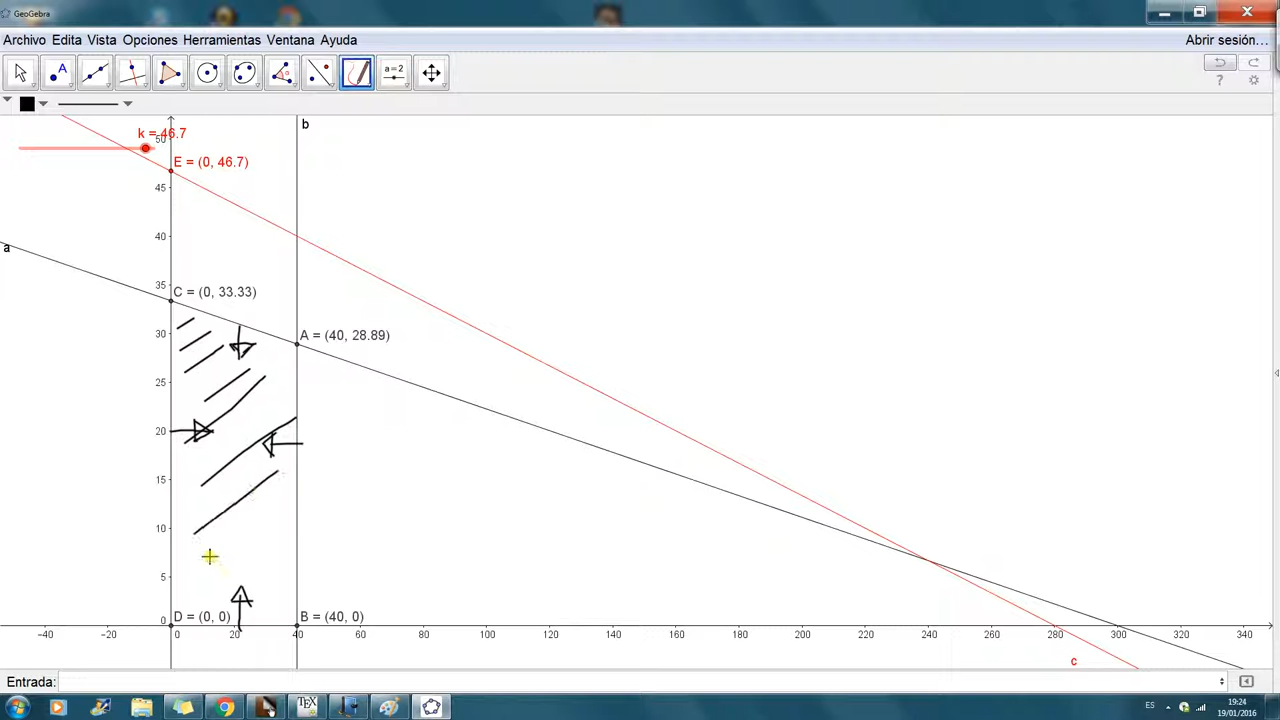 GeoGebra
Archivo Edita Vista Opciones Herramientas Ventana Ayuda
Abrir sesión...
A
a=2
?
b
k = 46.7
50
E = (0, 46.7)
45
40
a
35
C = (0, 33.33)
30
A = (40, 28.89)
25
20
15
10
5
0
D = (0, 0)
B = (40, 0)
−40 −20 0 20 40 60 80 100 120 140 160 180 200 220 240 260 280 300 320 340
c
Entrada:
TEX
ES
19:24
19/01/2016